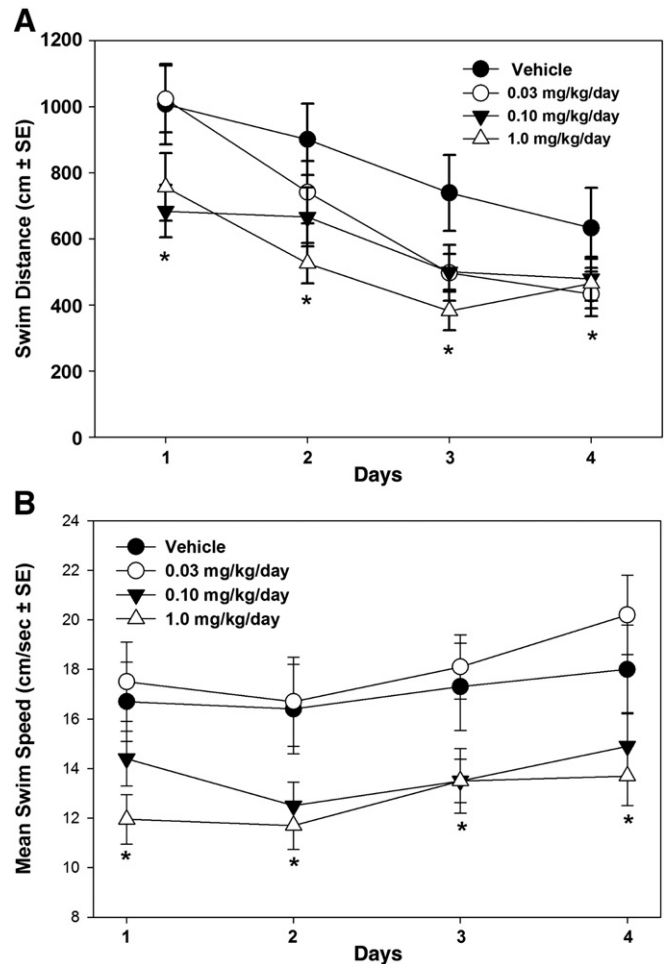 A
1200
1000
800
600
400
200
0
Swim Distance (cm ± SE)
Vehicle
0.03 mg/kg/day
0.10 mg/kg/day
1.0 mg/kg/day
* * * *
1 2 3 4
Days
B
24
22
20
18
16
14
12
10
8
Mean Swim Speed (cm/sec ± SE)
Vehicle
0.03 mg/kg/day
0.10 mg/kg/day
1.0 mg/kg/day
* * * *
1 2 3 4
Days